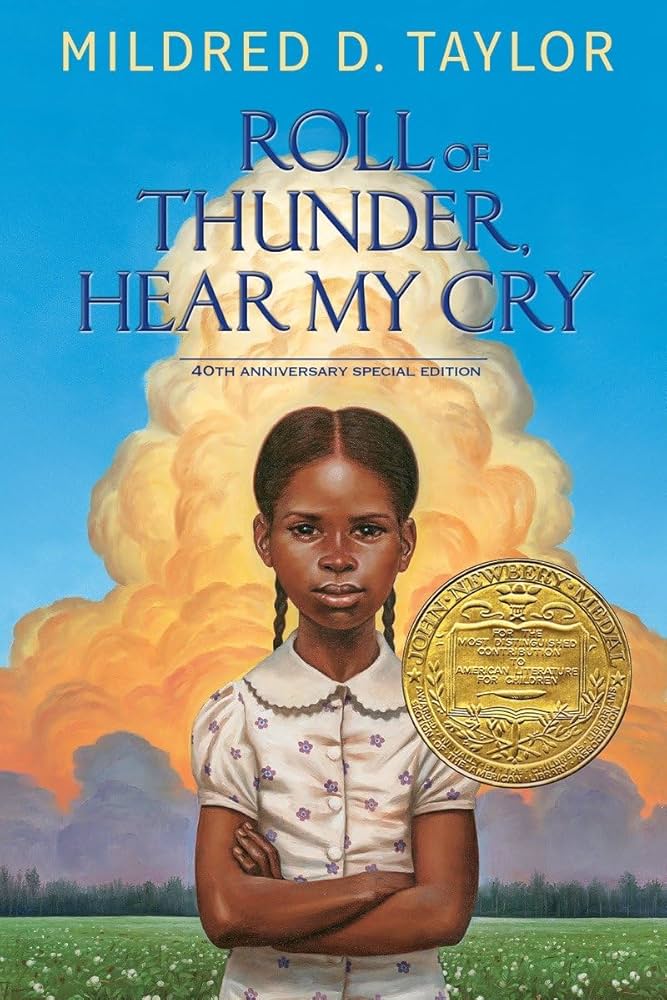 MILDRED D. TAYLOR
ROLL OF
THUNDER,
HEAR MY CRY
40TH ANNIVERSARY SPECIAL EDITION
JOHN · NEWBERY · MEDAL
FOR THE
MOST DISTINGUISHED
CONTRIBUTION
TO
AMERICAN LITERATURE
FOR CHILDREN